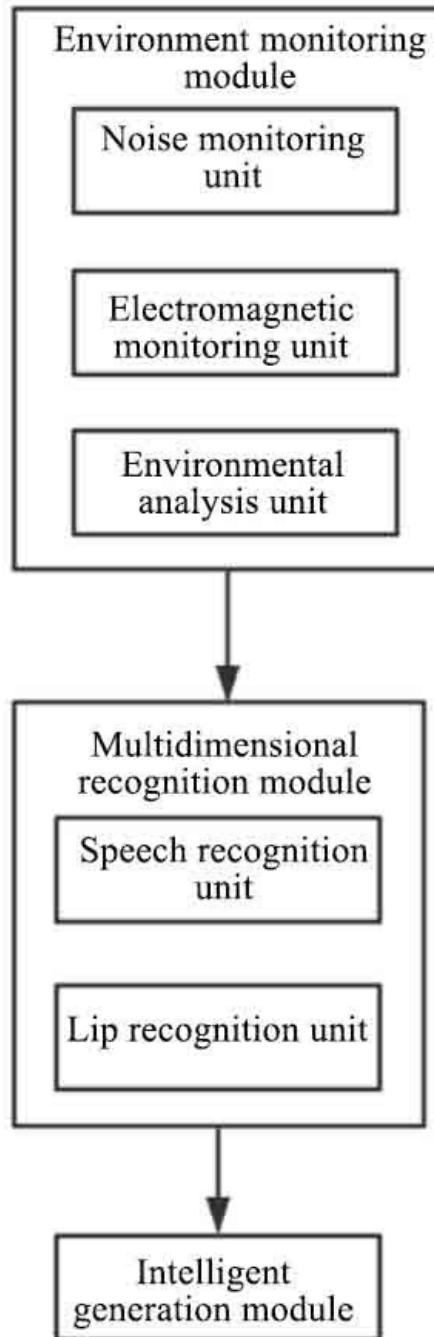 Environment monitoring
module
Noise monitoring
unit
Electromagnetic
monitoring unit
Environmental
analysis unit
Multidimensional
recognition module
Speech recognition
unit
Lip recognition unit
Intelligent
generation module